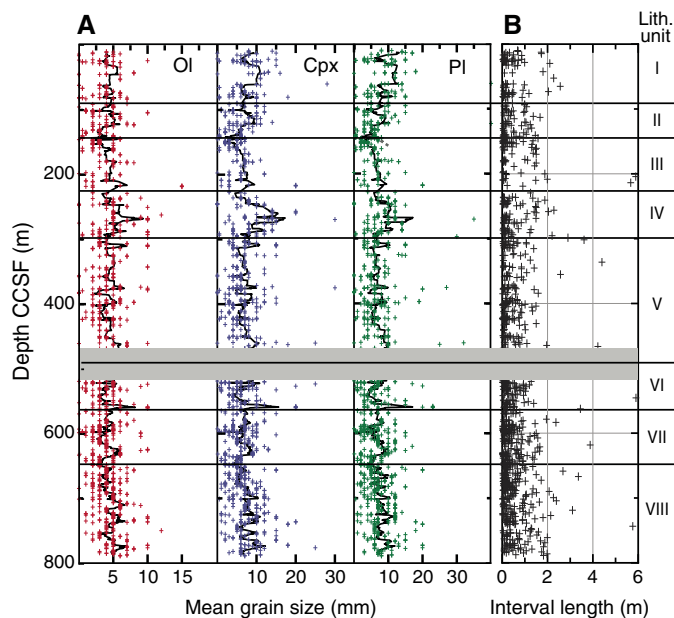 A
B
Lith.
unit
Ol
Cpx
Pl
I
II
III
IV
V
VI
VII
VIII
200
400
600
800
Depth CCSF (m)
5 10 15 10 20 30 10 20 30 0 2 4 6
Mean grain size (mm)
Interval length (m)